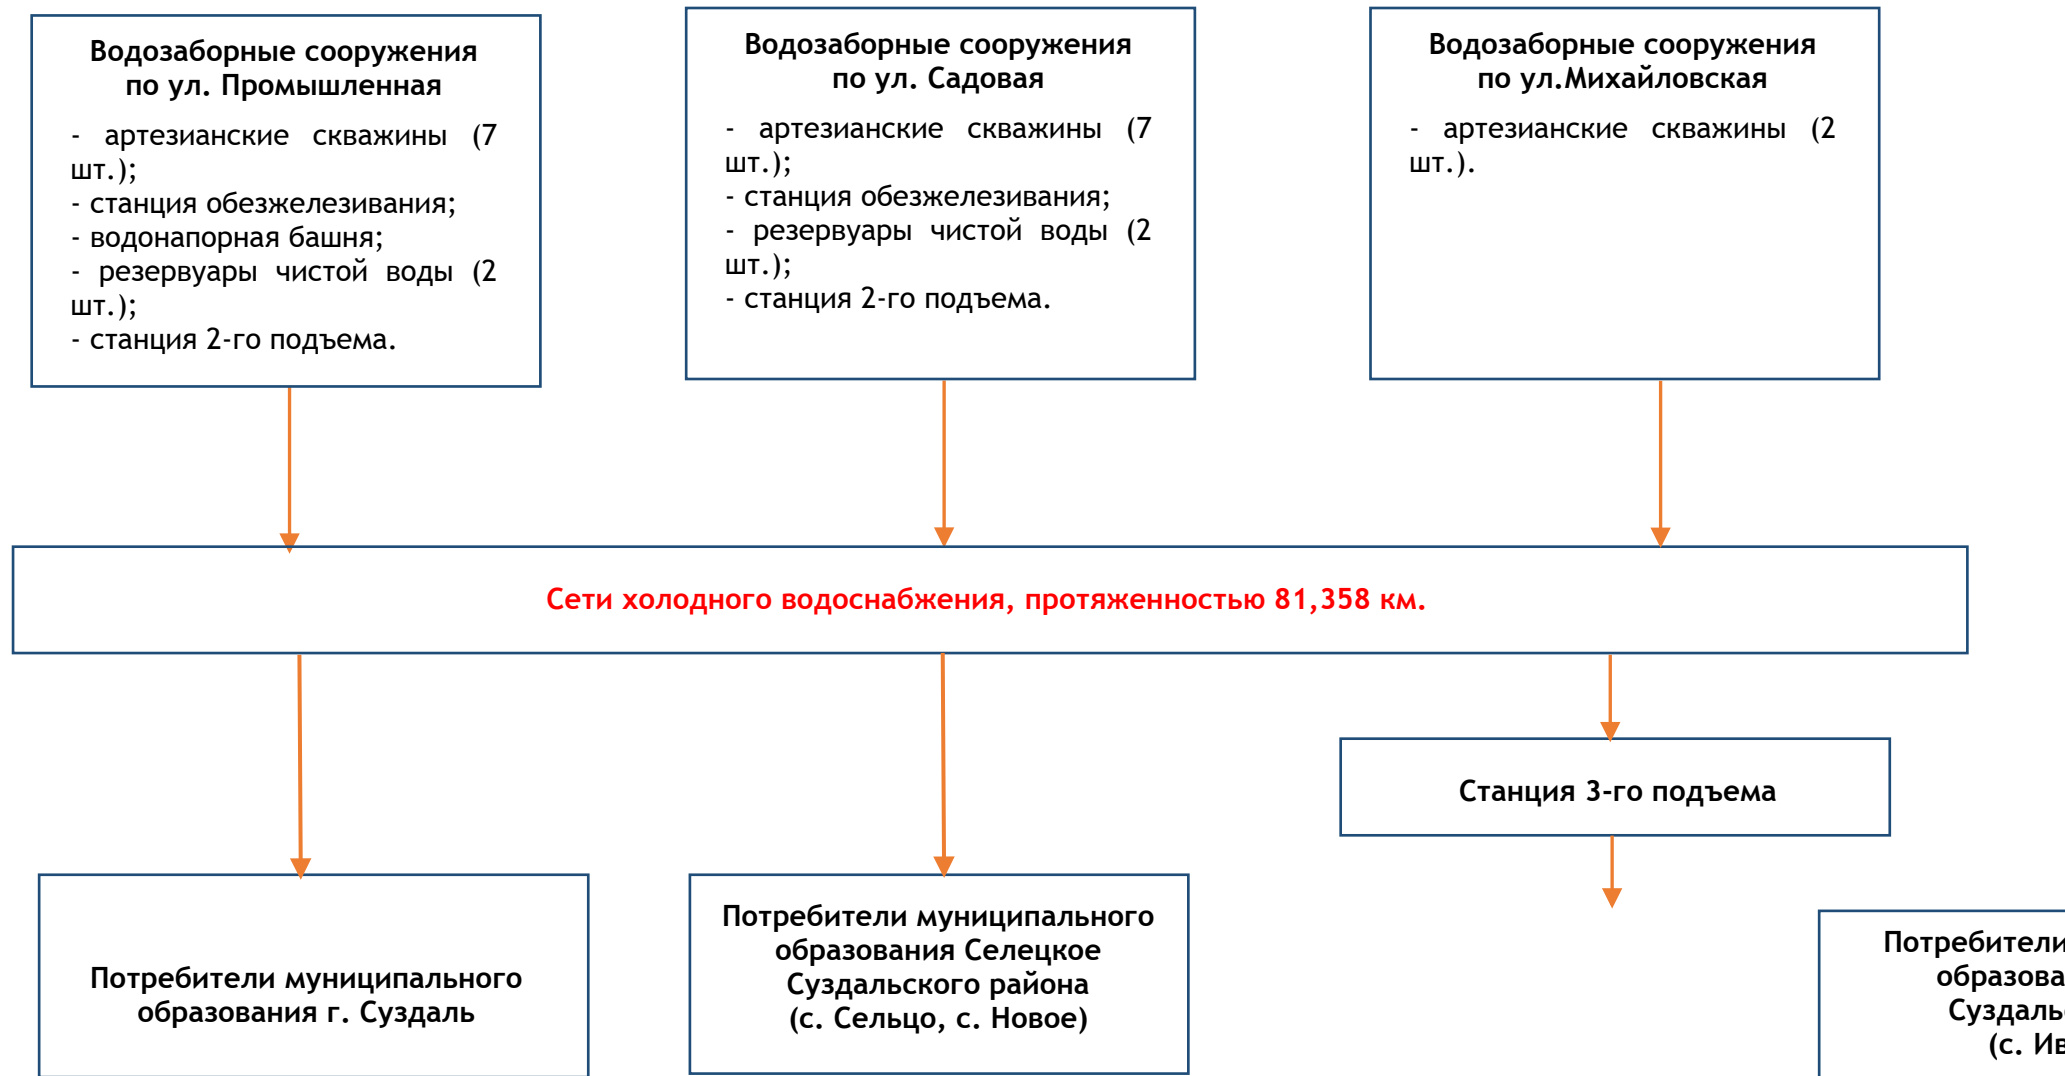 Водозаборные сооружения
по ул. Промышленная
- артезианские скважины (7
шт.);
- станция обезжелезивания;
- водонапорная башня;
- резервуары чистой воды (2
шт.);
- станция 2-го подъема.
Водозаборные сооружения
по ул. Садовая
- артезианские скважины (7
шт.);
- станция обезжелезивания;
- резервуары чистой воды (2
шт.);
- станция 2-го подъема.
Водозаборные сооружения
по ул.Михайловская
- артезианские скважины (2
шт.).
Сети холодного водоснабжения, протяженностью 81,358 км.
Станция 3-го подъема
Потребители муниципального
образования г. Суздаль
Потребители муниципального
образования Селецкое
Суздальского района
(с. Сельцо, с. Новое)
Потребители
(с.